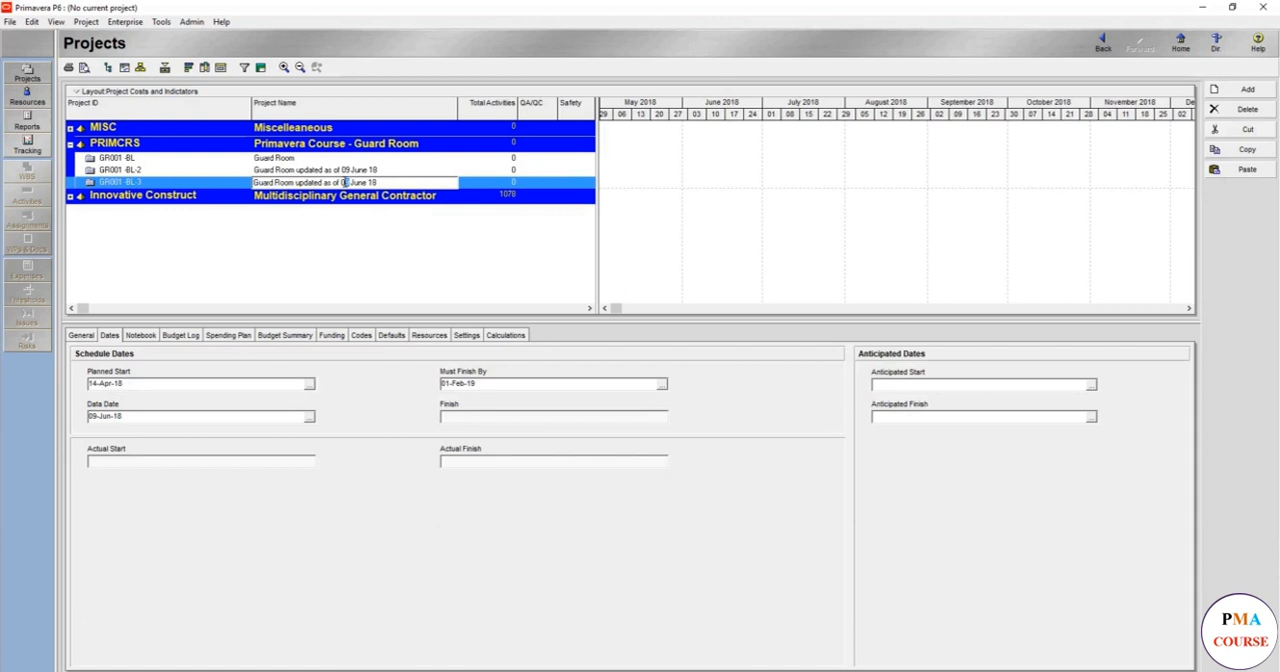 Primavera P6 : (No current project)
File Edit View Project Enterprise Tools Admin Help
Projects
Back Forward Home Dir Help
Projects
Resources
Reports
Tracking
WBS
Activities
Assignments
WPs & Docs
Expenses
Thresholds
Issues
Risks
Layout:Project Costs and Indictators
Project ID Project Name Total Activities QA/QC Safety
May 2018 June 2018 July 2018 August 2018 September 2018 October 2018 November 2018 De
29 06 13 20 27 03 10 17 24 01 08 15 22 29 05 12 19 26 02 09 16 23 30 07 14 21 28 04 11 18 25 02
MISC Miscelleaneous 0
PRIMCRS Primavera Course - Guard Room 0
GR001 -BL Guard Room 0
GR001 -BL-2 Guard Room updated as of 09 June 18 0
GR001 -BL-3 Guard Room updated as of 0 June 18 0
Innovative Construct Multidisciplinary General Contractor 1078
Add
Delete
Cut
Copy
Paste
General Dates Notebook Budget Log Spending Plan Budget Summary Funding Codes Defaults Resources Settings Calculations
Schedule Dates
Planned Start
14-Apr-18
Must Finish By
01-Feb-19
Data Date
09-Jun-18
Finish
Actual Start
Actual Finish
Anticipated Dates
Anticipated Start
Anticipated Finish
PMA
COURSE